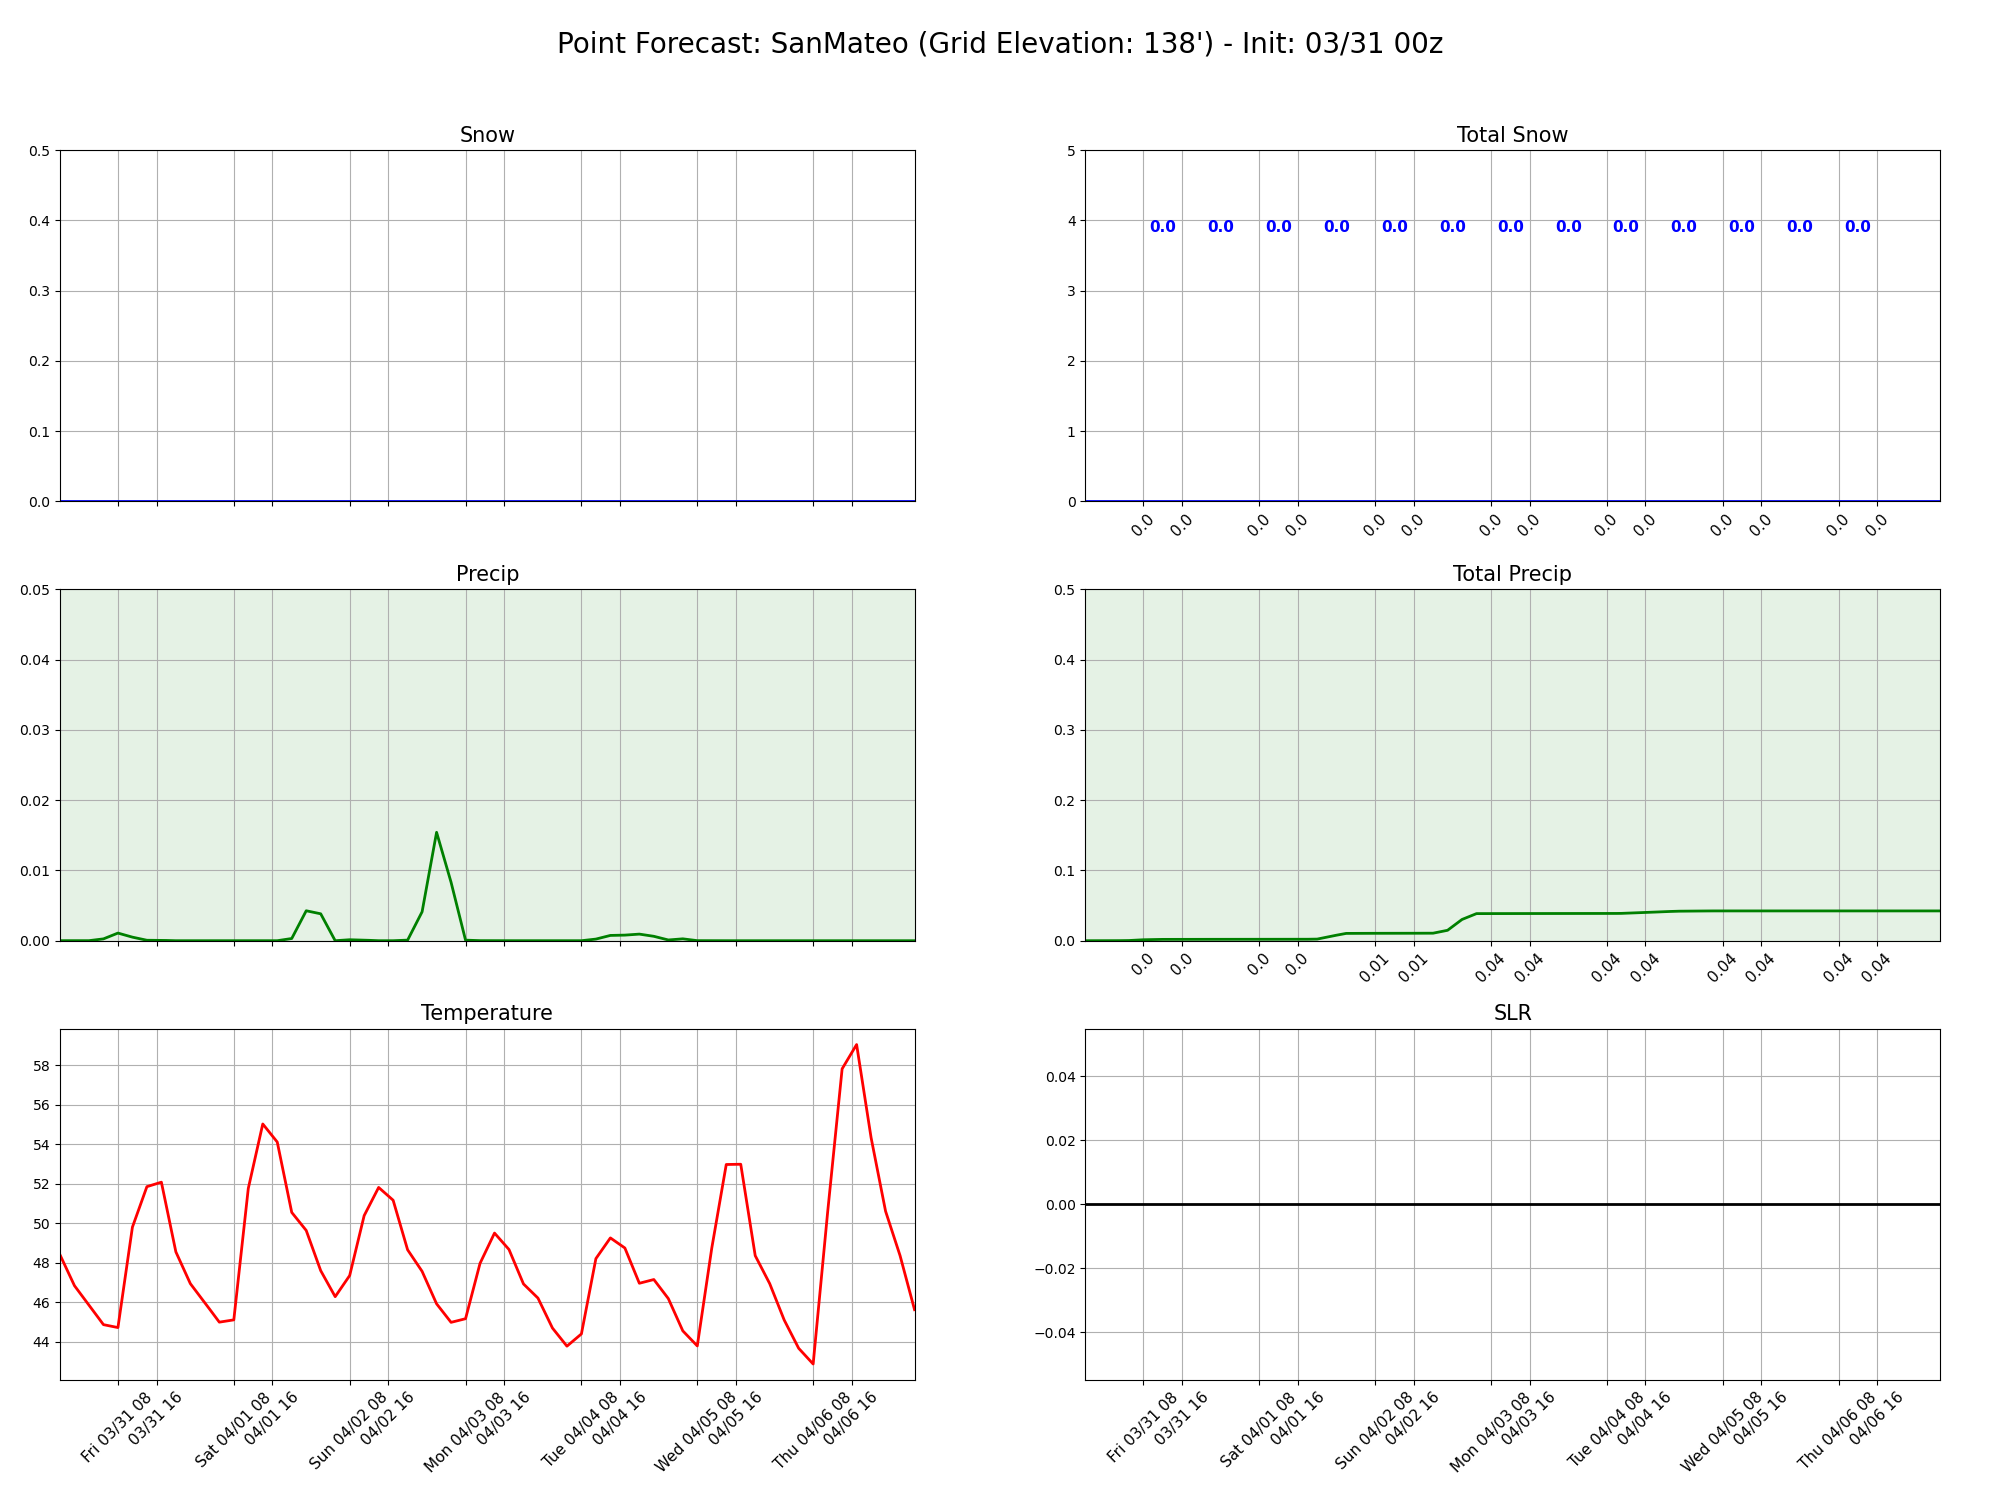 Point Forecast: SanMateo (Grid Elevation: 138') - Init: 03/31 00z
Snow
0.5
0.4
0.3
0.2
0.1
0.0
Total Snow
5
4
3
2
1
0
0.0 0.0 0.0 0.0 0.0 0.0 0.0 0.0 0.0 0.0 0.0 0.0 0.0
0.0 0.0 0.0 0.0 0.0 0.0 0.0 0.0 0.0 0.0 0.0 0.0 0.0 0.0
Precip
0.05
0.04
0.03
0.02
0.01
0.00
Total Precip
0.5
0.4
0.3
0.2
0.1
0.0
0.0 0.0 0.0 0.0 0.01 0.01 0.04 0.04 0.04 0.04 0.04 0.04 0.04 0.04
Temperature
58
56
54
52
50
48
46
44
Fri 03/31 08
03/31 16
Sat 04/01 08
04/01 16
Sun 04/02 08
04/02 16
Mon 04/03 08
04/03 16
Tue 04/04 08
04/04 16
Wed 04/05 08
04/05 16
Thu 04/06 08
04/06 16
SLR
0.04
0.02
0.00
−0.02
−0.04
Fri 03/31 08
03/31 16
Sat 04/01 08
04/01 16
Sun 04/02 08
04/02 16
Mon 04/03 08
04/03 16
Tue 04/04 08
04/04 16
Wed 04/05 08
04/05 16
Thu 04/06 08
04/06 16